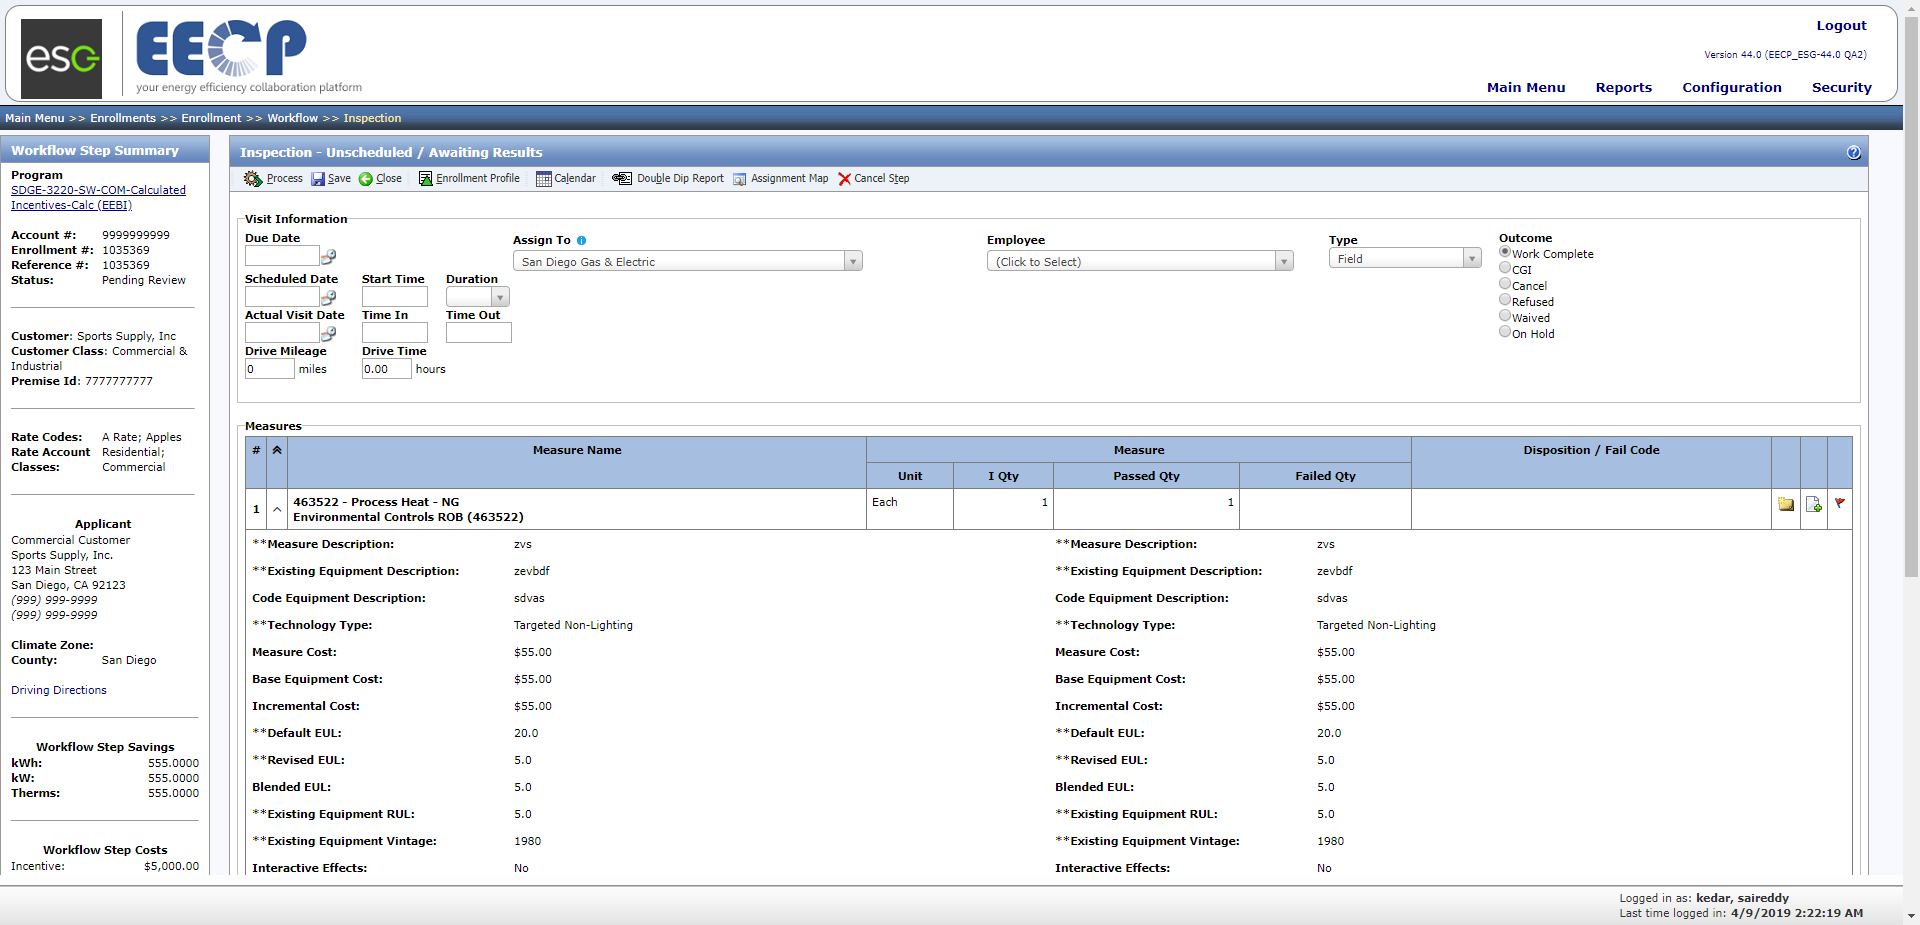 esg
EECP
your energy efficiency collaboration platform
Logout
Version 44.0 (EECP_ESG-44.0 QA2)
Main Menu Reports Configuration Security
Main Menu >> Enrollments >> Enrollment >> Workflow >> Inspection
Workflow Step Summary
Program
SDGE-3220-SW-COM-Calculated
Incentives-Calc (EEBI)
Account #: 9999999999
Enrollment #: 1035369
Reference #: 1035369
Status: Pending Review
Customer: Sports Supply, Inc
Customer Class: Commercial &
Industrial
Premise Id: 7777777777
Rate Codes: A Rate; Apples
Rate Account Residential;
Classes: Commercial
Applicant
Commercial Customer
Sports Supply, Inc.
123 Main Street
San Diego, CA 92123
(999) 999-9999
(999) 999-9999
Climate Zone:
County: San Diego
Driving Directions
Workflow Step Savings
kWh: 555.0000
kW: 555.0000
Therms: 555.0000
Workflow Step Costs
Incentive: $5,000.00
Inspection - Unscheduled / Awaiting Results
Process Save Close Enrollment Profile Calendar Double Dip Report Assignment Map Cancel Step
Visit Information
Due Date
Assign To
San Diego Gas & Electric
Employee
(Click to Select)
Type
Field
Outcome
Work Complete
CGI
Cancel
Refused
Waived
On Hold
Scheduled Date Start Time Duration
Actual Visit Date Time In Time Out
Drive Mileage Drive Time
0 miles 0.00 hours
Measures
# Measure Name Measure Disposition / Fail Code
Unit I Qty Passed Qty Failed Qty
1 463522 - Process Heat - NG Each 1 1
Environmental Controls ROB (463522)
**Measure Description: zvs **Measure Description: zvs
**Existing Equipment Description: zevbdf **Existing Equipment Description: zevbdf
Code Equipment Description: sdvas Code Equipment Description: sdvas
**Technology Type: Targeted Non-Lighting **Technology Type: Targeted Non-Lighting
Measure Cost: $55.00 Measure Cost: $55.00
Base Equipment Cost: $55.00 Base Equipment Cost: $55.00
Incremental Cost: $55.00 Incremental Cost: $55.00
**Default EUL: 20.0 **Default EUL: 20.0
**Revised EUL: 5.0 **Revised EUL: 5.0
Blended EUL: 5.0 Blended EUL: 5.0
**Existing Equipment RUL: 5.0 **Existing Equipment RUL: 5.0
**Existing Equipment Vintage: 1980 **Existing Equipment Vintage: 1980
Interactive Effects: No Interactive Effects: No
Logged in as: kedar, saireddy
Last time logged in: 4/9/2019 2:22:19 AM